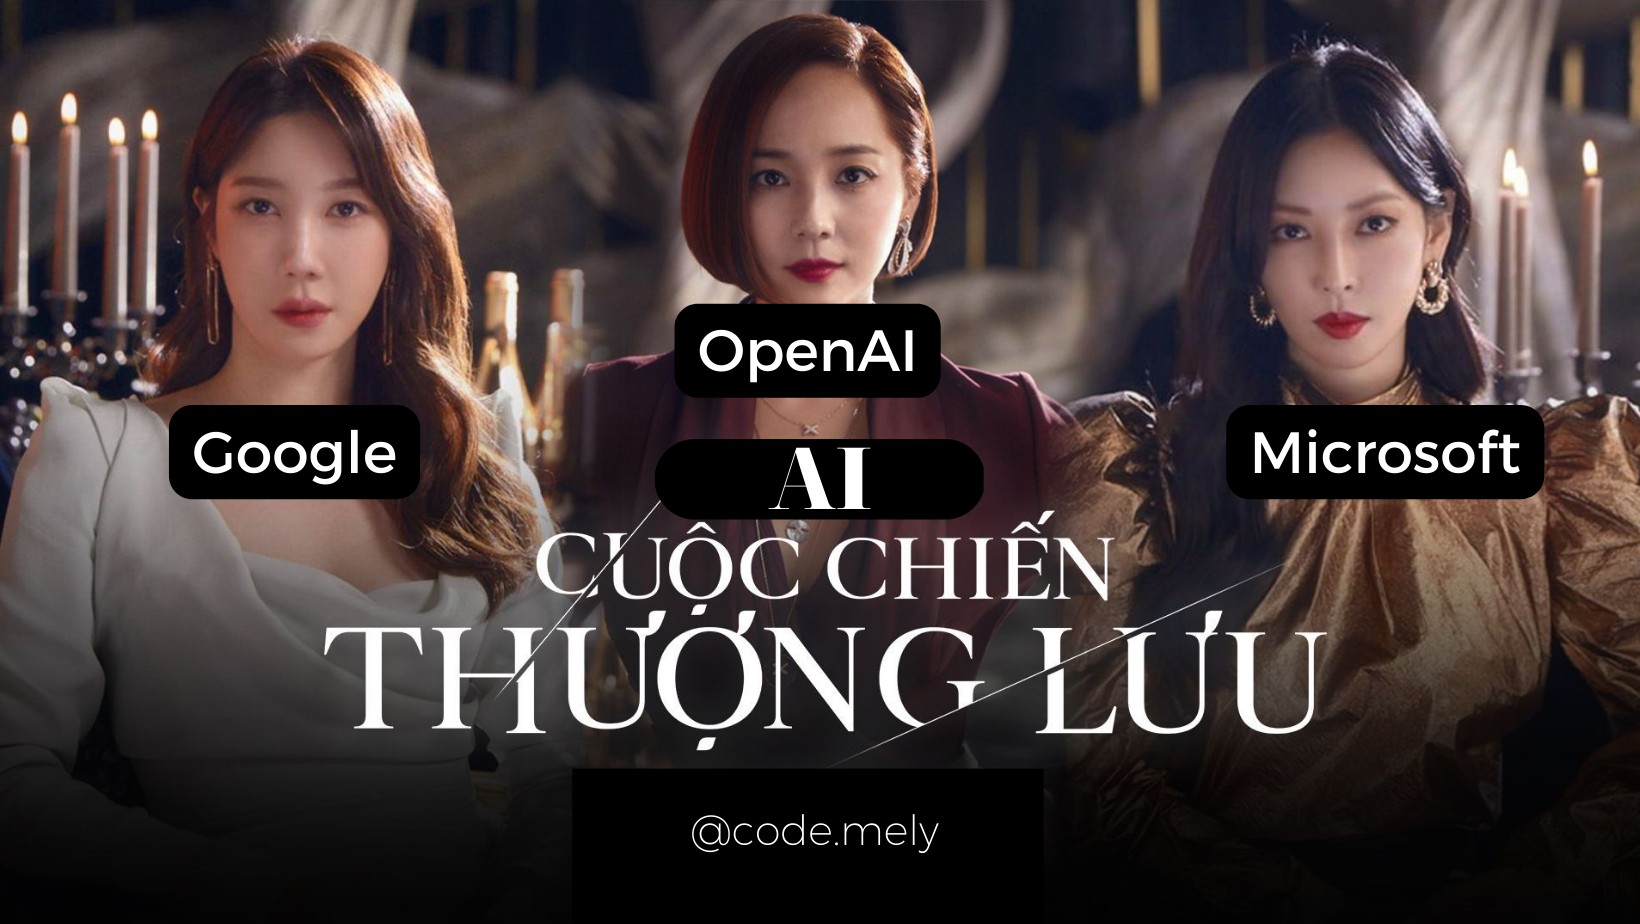 OpenAI
Google
Microsoft
AI
CUỘC CHIẾN
THƯỢNG LƯU
@code.mely